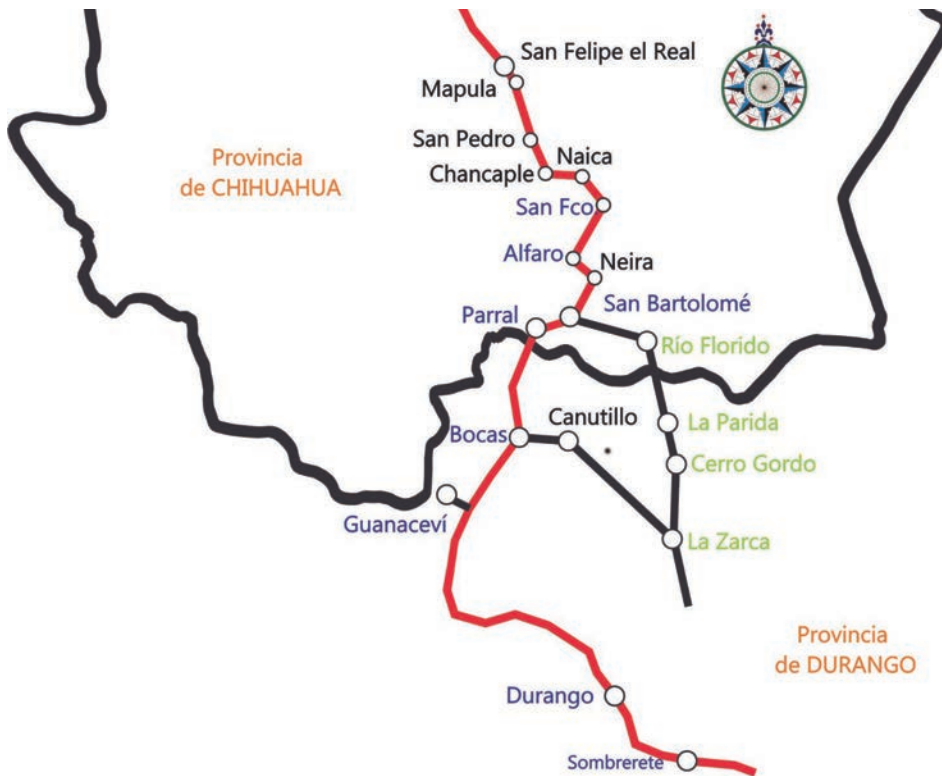 San Felipe el Real
Mapula
San Pedro
Naica
Chancaple
Provincia
de CHIHUAHUA
San Fco
Alfaro
Neira
San Bartolomé
Parral
Río Florido
La Parida
Canutillo
Bocas
Cerro Gordo
Guanaceví
La Zarca
Provincia
de DURANGO
Durango
Sombrerete